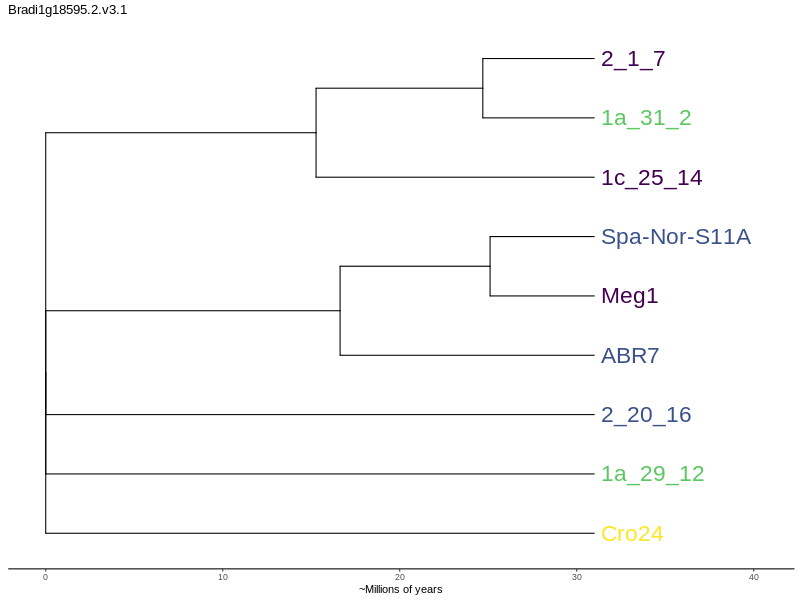 Bradi1g18595.2.v3.1
2_1_7
1a_31_2
1c_25_14
Spa-Nor-S11A
Meg1
ABR7
2_20_16
1a_29_12
Cro24
0 10 20 30 40
~Millions of years